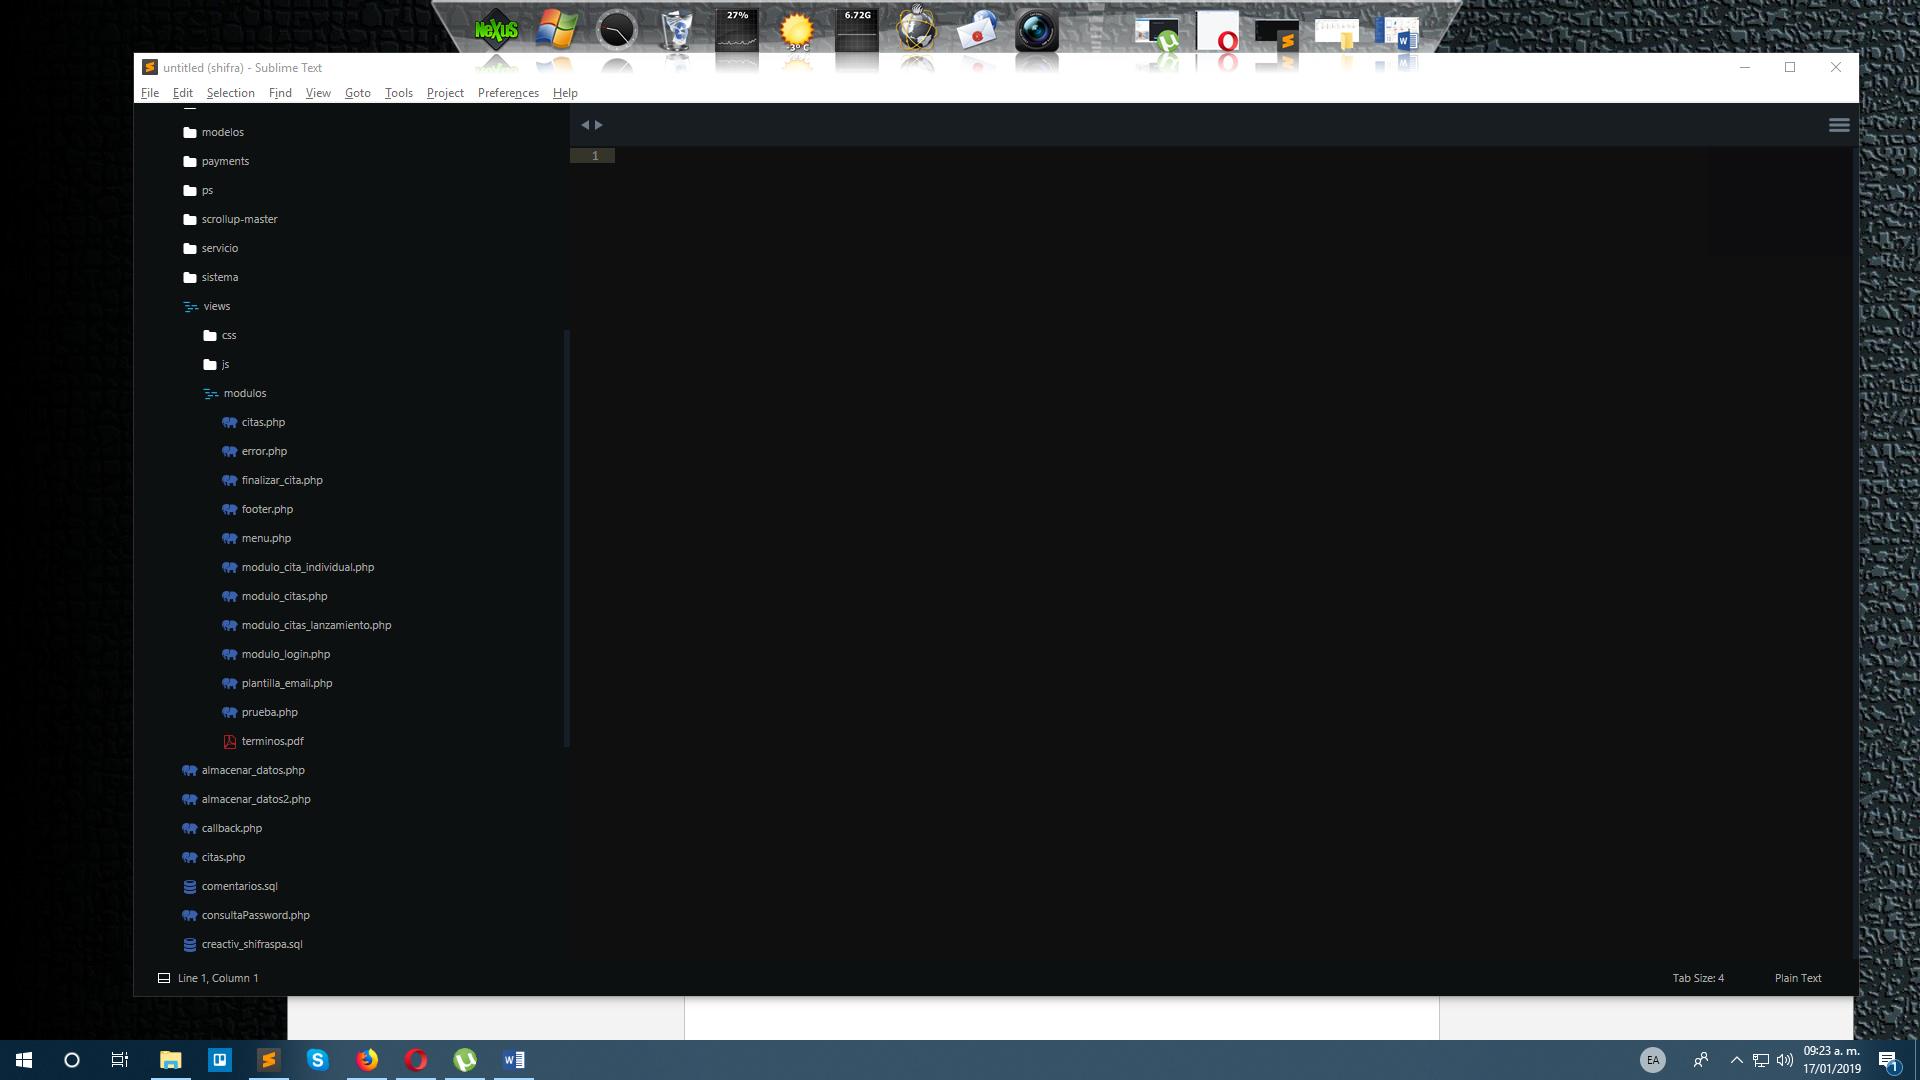 NeXuS
27%
-3° C
6.72G
untitled (shifra) - Sublime Text
File Edit Selection Find View Goto Tools Project Preferences Help
modelos
payments
ps
scrollup-master
servicio
sistema
views
css
js
modulos
citas.php
error.php
finalizar_cita.php
footer.php
menu.php
modulo_cita_individual.php
modulo_citas.php
modulo_citas_lanzamiento.php
modulo_login.php
plantilla_email.php
prueba.php
terminos.pdf
almacenar_datos.php
almacenar_datos2.php
callback.php
citas.php
comentarios.sql
consultaPassword.php
creactiv_shifraspa.sql
1
Line 1, Column 1
Tab Size: 4
Plain Text
EA
09:23 a. m.
17/01/2019
1